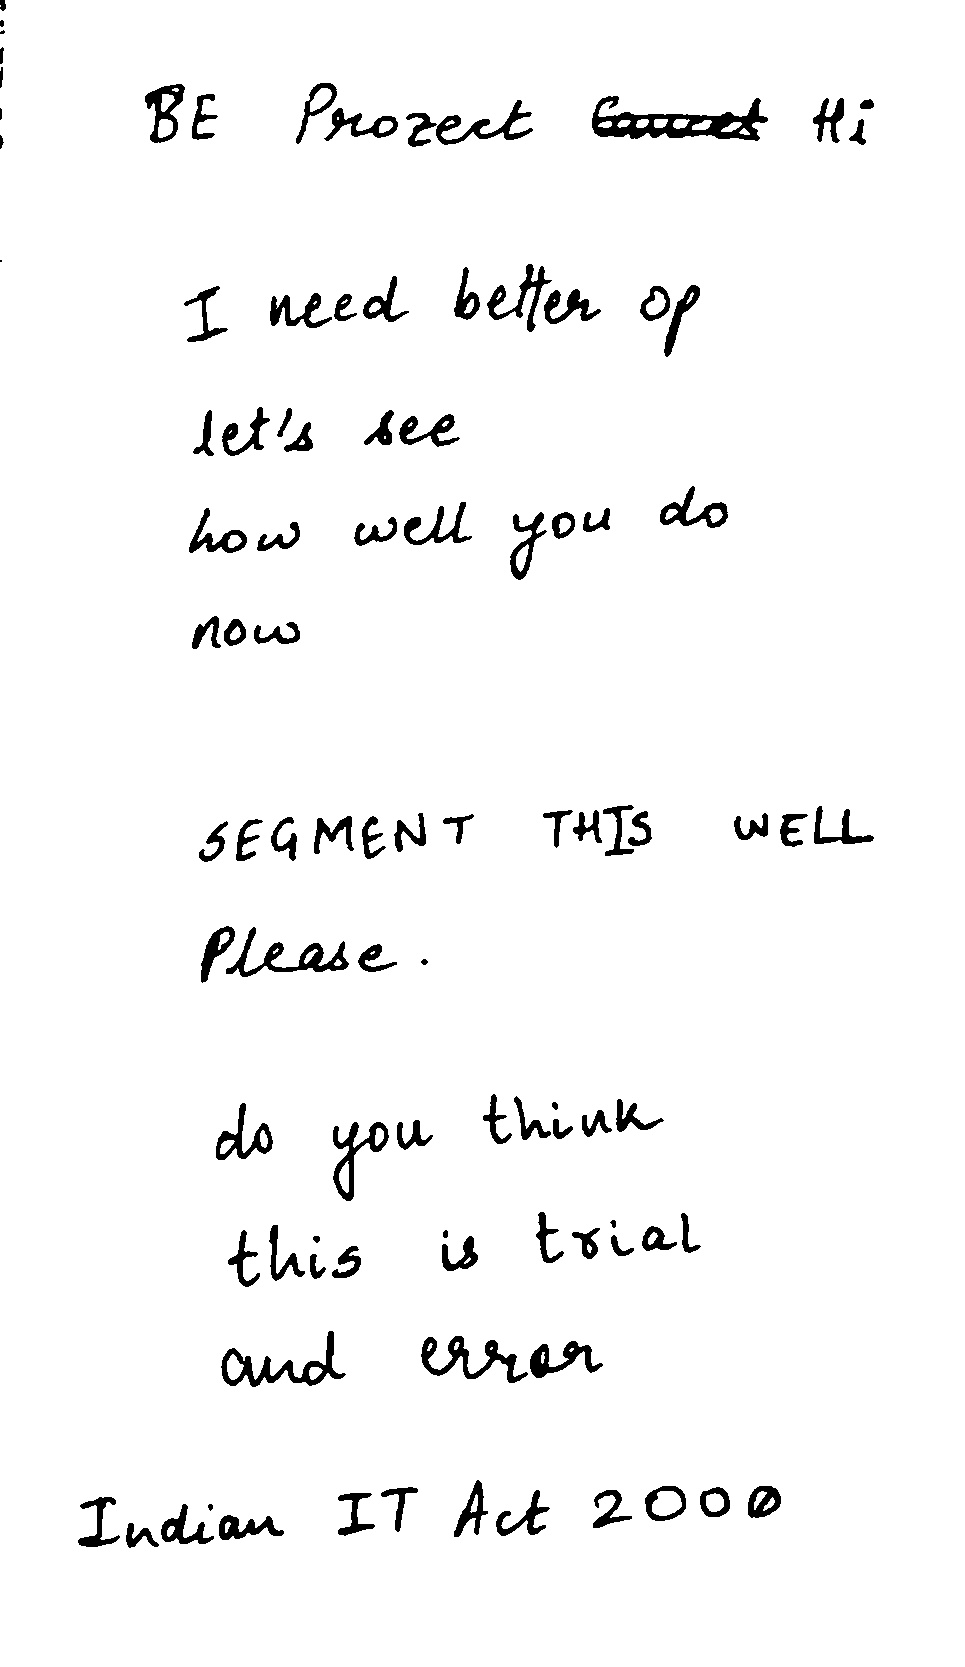 BE Prozect Hi
I need better op
let's see
how well you do
now
SEGMENT THIS WELL
Please.
do you think
this is trial
and error
Indian IT Act 2000